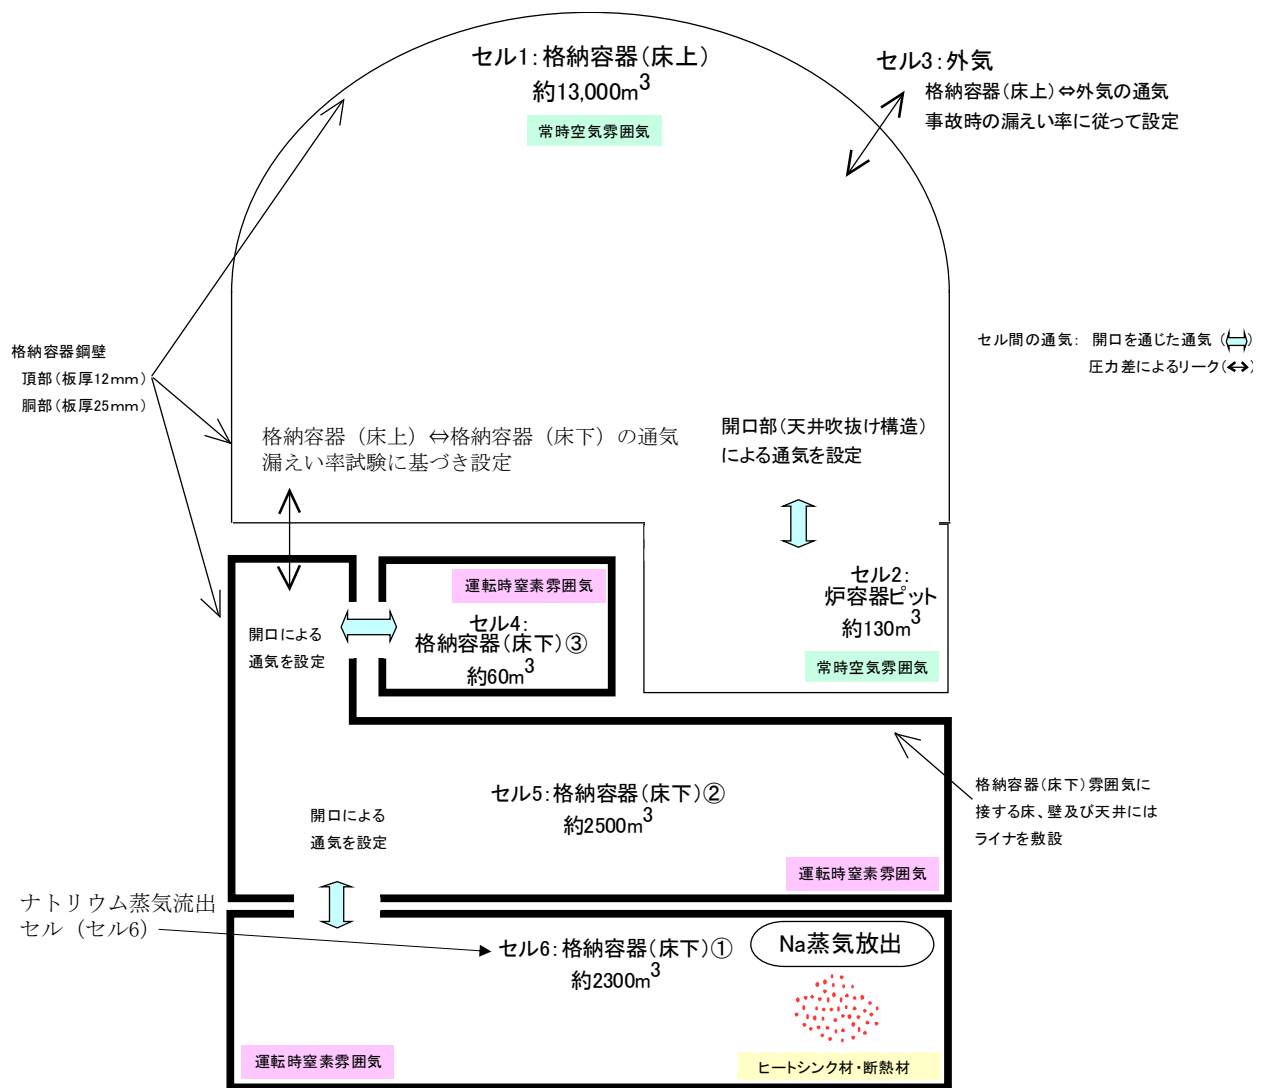 セル1：格納容器（床上）
約13,000m3
常時空気雰囲気
セル3：外気
格納容器（床上）⇔外気の通気
事故時の漏えい率に従って設定
格納容器鋼壁
頂部（板厚12mm）
胴部（板厚25mm）
セル間の通気： 開口を通じた通気（⇔）
圧力差によるリーク（↔）
格納容器（床上）⇔格納容器（床下）の通気
漏えい率試験に基づき設定
開口部（天井吹抜け構造）
による通気を設定
セル2：
炉容器ピット
約130m3
常時空気雰囲気
運転時窒素雰囲気
セル4：
格納容器（床下）③
約60m3
開口による
通気を設定
セル5：格納容器（床下）②
約2500m3
運転時窒素雰囲気
開口による
通気を設定
格納容器（床下）雰囲気に
接する床、壁及び天井には
ライナを敷設
ナトリウム蒸気流出
セル（セル6）
セル6：格納容器（床下）①
約2300m3
Na蒸気放出
運転時窒素雰囲気
ヒートシンク材・断熱材